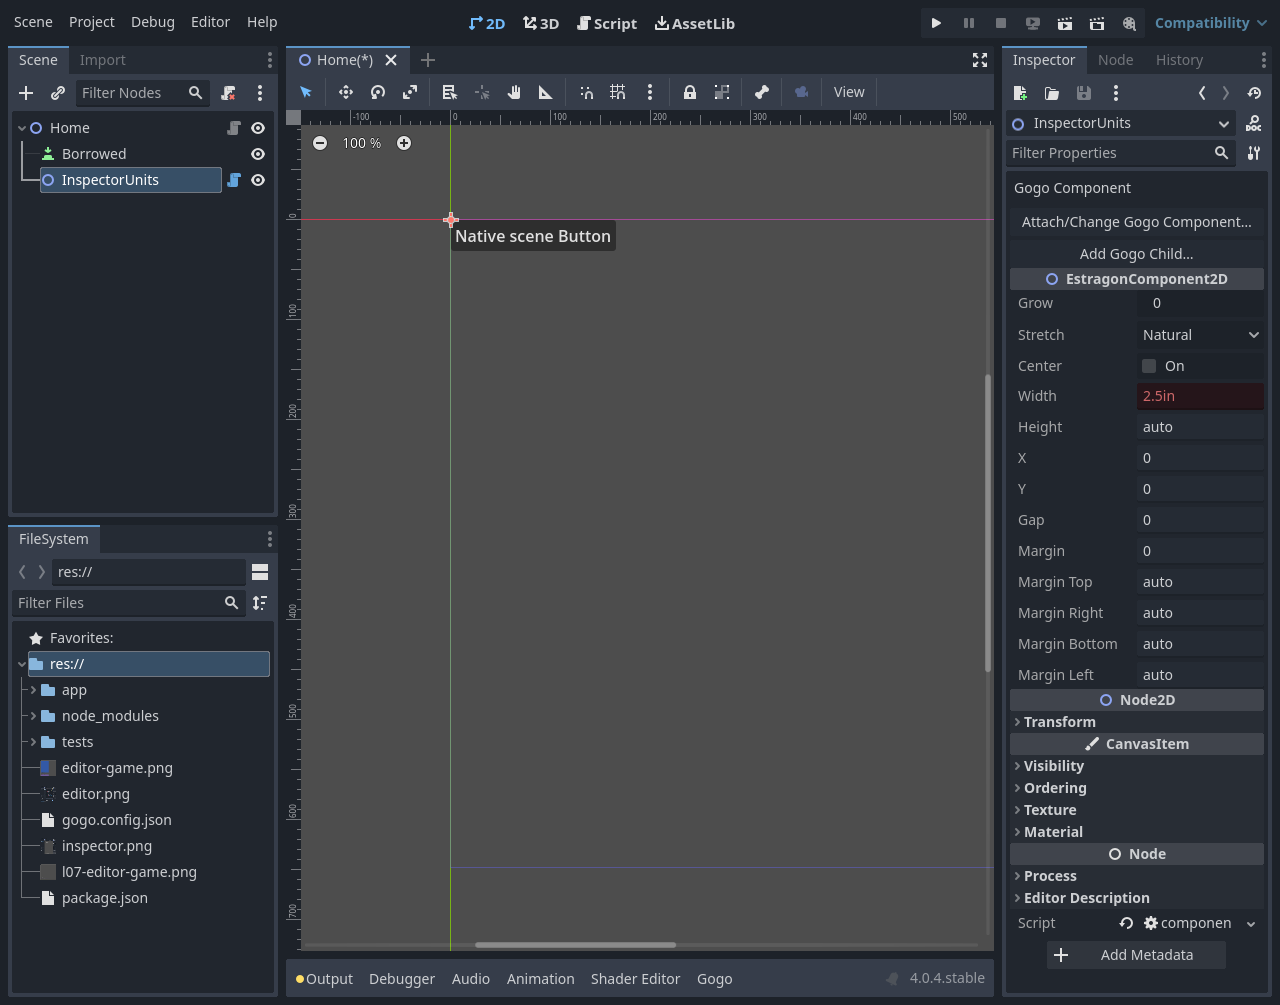 Scene Project Debug Editor Help
2D 3D Script AssetLib
Compatibility
Scene Import
Filter Nodes
Home
Borrowed
InspectorUnits
FileSystem
res://
Filter Files
Favorites:
res://
app
node_modules
tests
editor-game.png
editor.png
gogo.config.json
inspector.png
l07-editor-game.png
package.json
Home(*)
View
-100 0 100 200 300 400 500
100 %
0
100
200
300
400
500
600
700
Native scene Button
Output Debugger Audio Animation Shader Editor Gogo
4.0.4.stable
Inspector Node History
InspectorUnits
DOC
Filter Properties
Gogo Component
Attach/Change Gogo Component...
Add Gogo Child...
EstragonComponent2D
Grow 0
Stretch Natural
Center On
Width 2.5in
Height auto
X 0
Y 0
Gap 0
Margin 0
Margin Top auto
Margin Right auto
Margin Bottom auto
Margin Left auto
Node2D
Transform
CanvasItem
Visibility
Ordering
Texture
Material
Node
Process
Editor Description
Script componen
Add Metadata